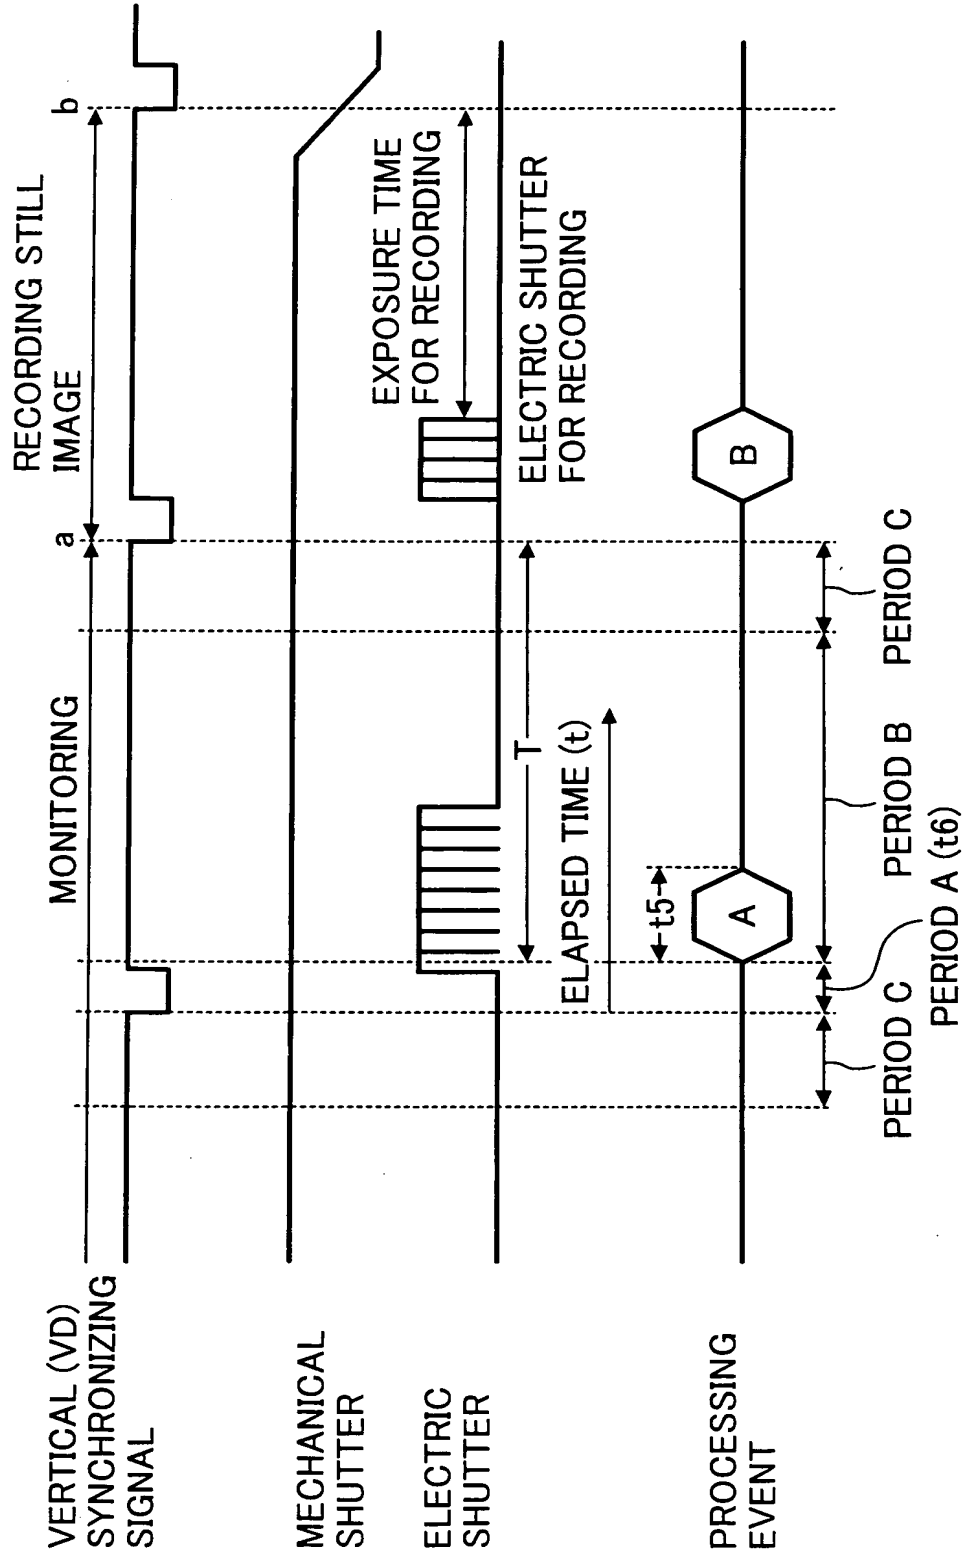 RECORDING STILL
IMAGE
MONITORING
a
b
VERTICAL (VD)
SYNCHRONIZING
SIGNAL
MECHANICAL
SHUTTER
EXPOSURE TIME
FOR RECORDING
ELECTRIC
SHUTTER
ELECTRIC SHUTTER
FOR RECORDING
T
ELAPSED TIME (t)
t5
PROCESSING
EVENT
A
B
PERIOD C
PERIOD B
PERIOD C
PERIOD A (t6)